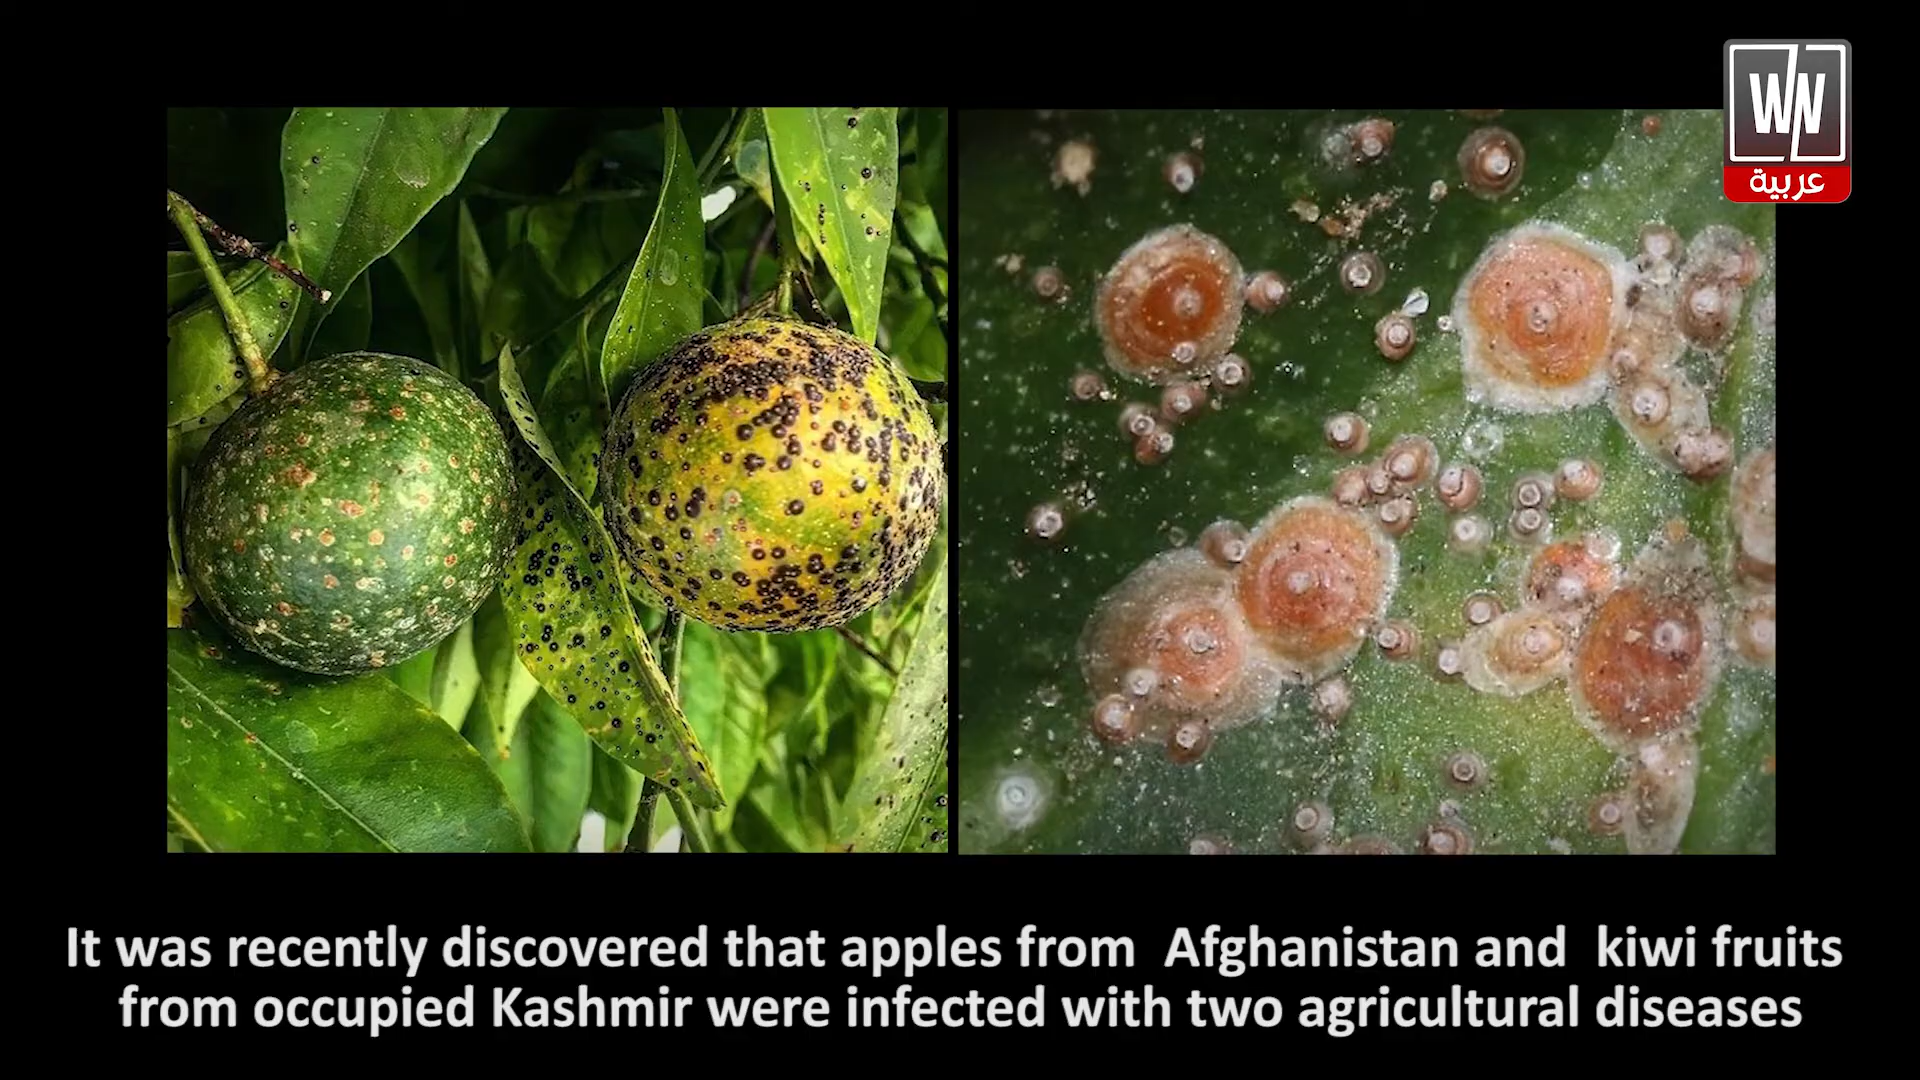 WN
عربية
It was recently discovered that apples from  Afghanistan and  kiwi fruits
from occupied Kashmir were infected with two agricultural diseases